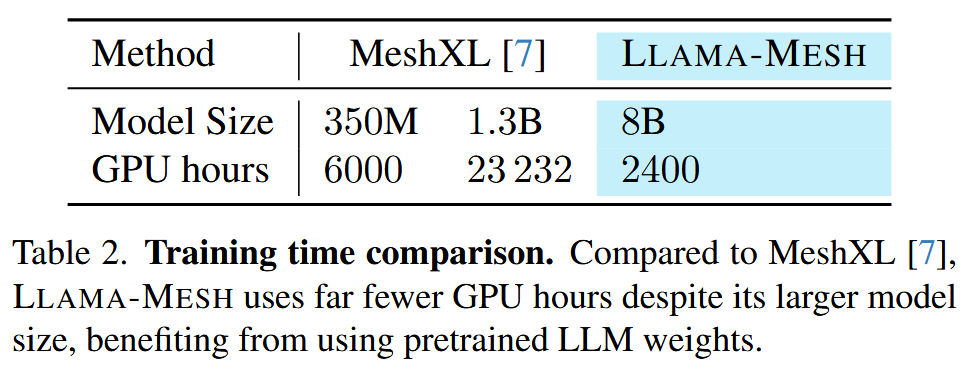 Method MeshXL [7] LLAMA-MESH
Model Size 350M 1.3B 8B
GPU hours 6000 23 232 2400
Table 2. Training time comparison. Compared to MeshXL [7],
LLAMA-MESH uses far fewer GPU hours despite its larger model
size, benefiting from using pretrained LLM weights.